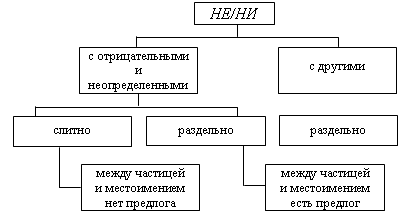 НЕ/НИ
с отрицательными
и
неопределенными
с другими
слитно
раздельно
раздельно
между частицей
и местоимением
нет предлога
между частицей
и местоимением
есть предлог